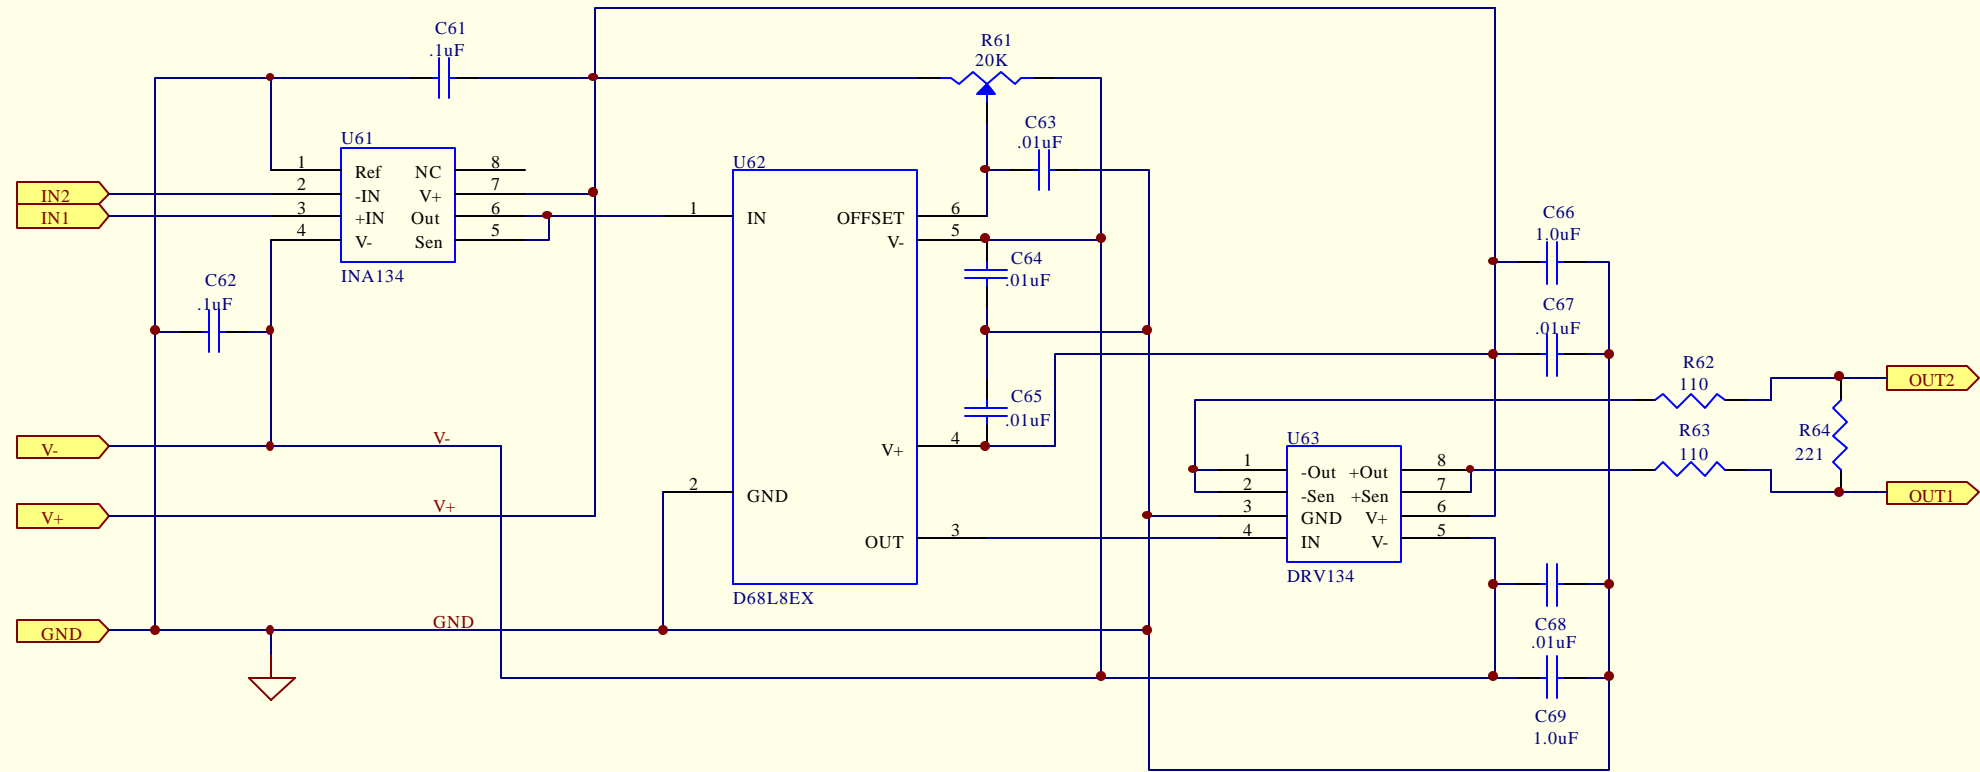 C61
.1uF
R61
20K
C63
.01uF
U61
1 Ref NC 8
2 -IN V+ 7
3 +IN Out 6
4 V- Sen 5
INA134
IN2
IN1
C62
.1uF
U62
1 IN OFFSET 6
V- 5
V+ 4
2 GND
OUT 3
D68L8EX
C64
.01uF
C65
.01uF
C66
1.0uF
C67
.01uF
R62
110
R63
110
R64
221
OUT2
OUT1
U63
1 -Out +Out 8
2 -Sen +Sen 7
3 GND V+ 6
4 IN V- 5
DRV134
C68
.01uF
C69
1.0uF
V- V-
V+ V+
GND GND